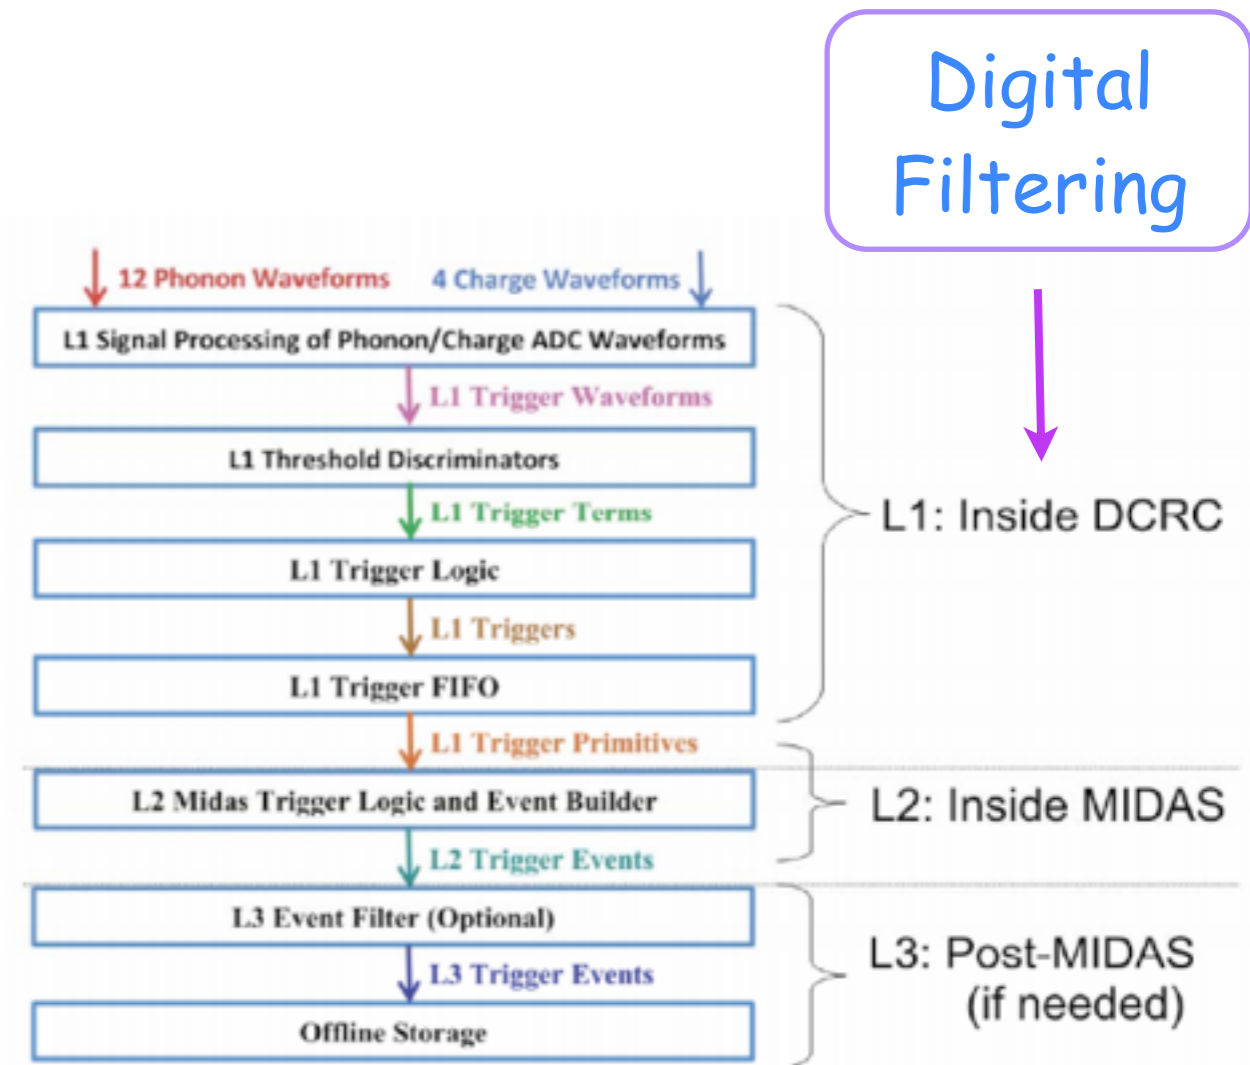 Digital
Filtering
12 Phonon Waveforms
4 Charge Waveforms
L1 Signal Processing of Phonon/Charge ADC Waveforms
L1 Trigger Waveforms
L1 Threshold Discriminators
L1 Trigger Terms
L1: Inside DCRC
L1 Trigger Logic
L1 Triggers
L1 Trigger FIFO
L1 Trigger Primitives
L2 Midas Trigger Logic and Event Builder
L2: Inside MIDAS
L2 Trigger Events
L3 Event Filter (Optional)
L3: Post-MIDAS
(if needed)
L3 Trigger Events
Offline Storage